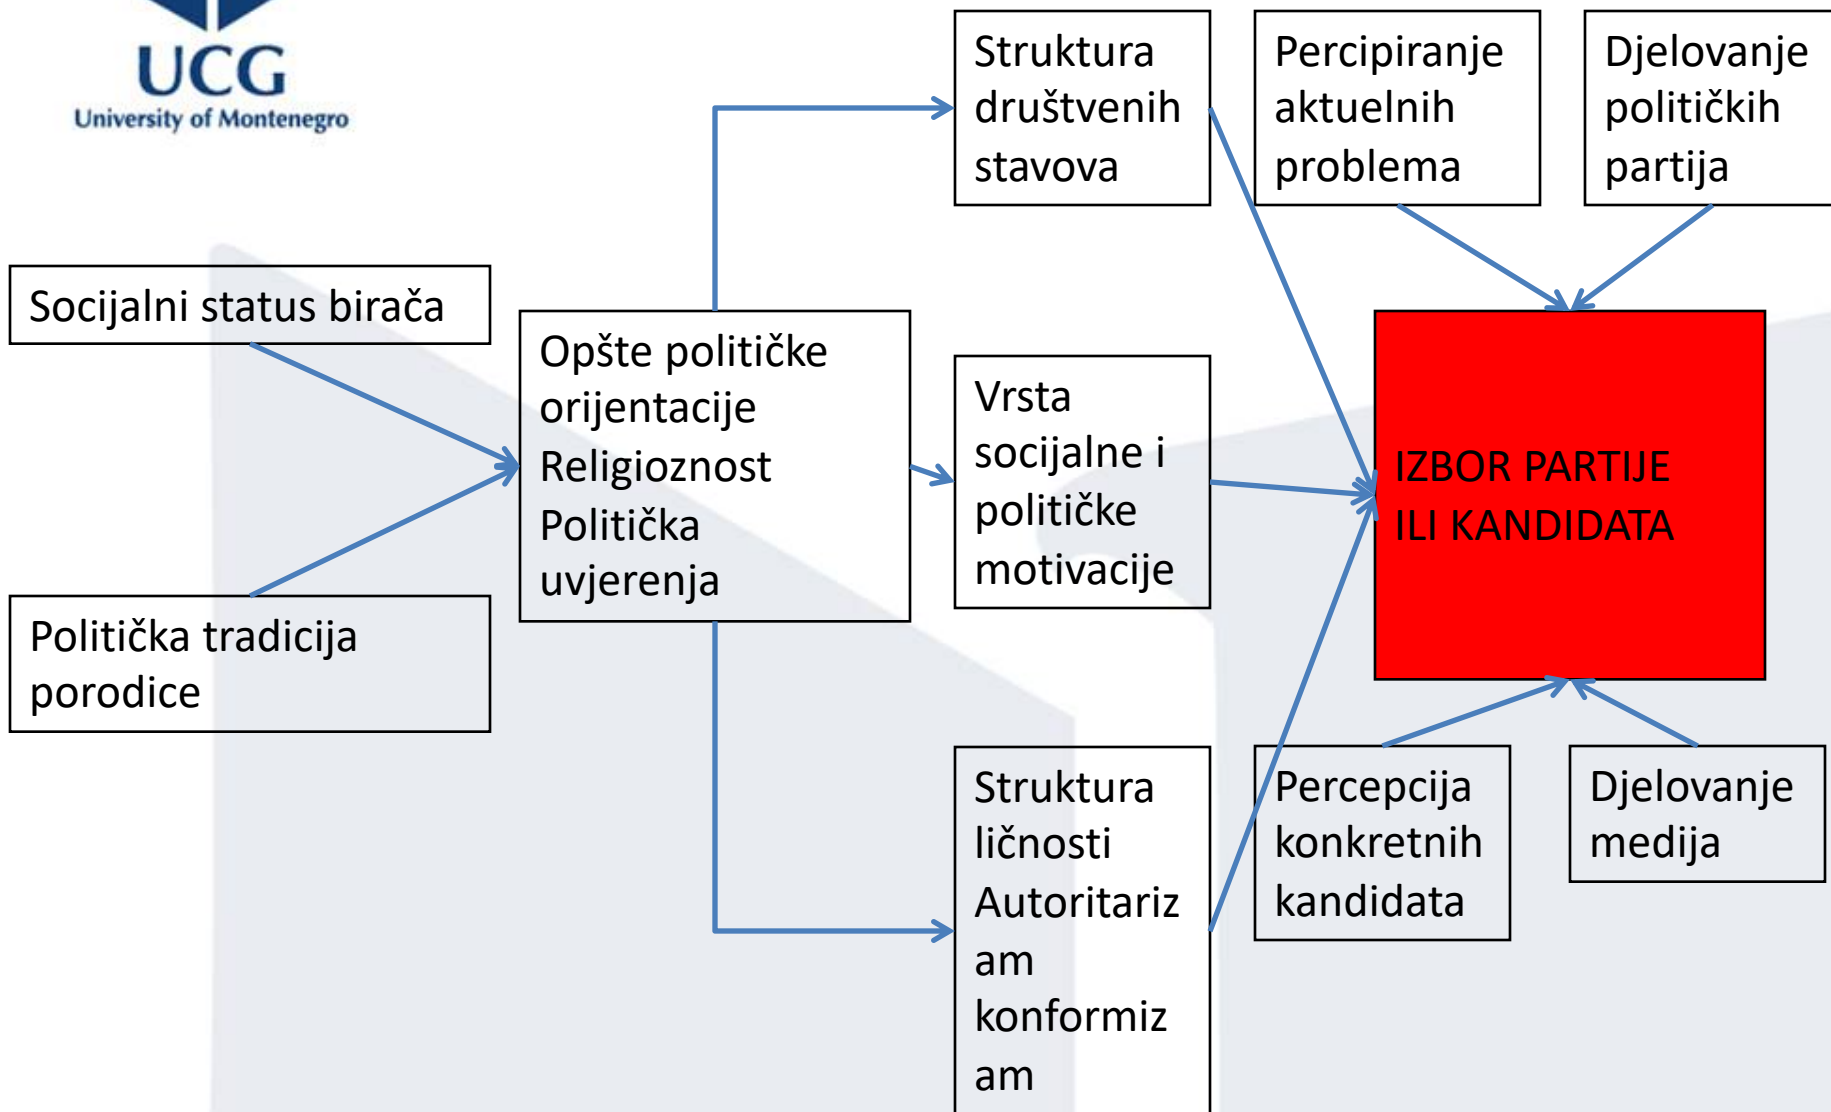 UCG
University of Montenegro
Struktura
društvenih
stavova
Percipiranje
aktuelnih
problema
Djelovanje
političkih
partija
Socijalni status birača
Opšte političke
orijentacije
Religioznost
Politička
uvjerenja
Vrsta
socijalne i
političke
motivacije
IZBOR PARTIJE
ILI KANDIDATA
Politička tradicija
porodice
Struktura
ličnosti
Autoritariz
am
konformiz
am
Percepcija
konkretnih
kandidata
Djelovanje
medija